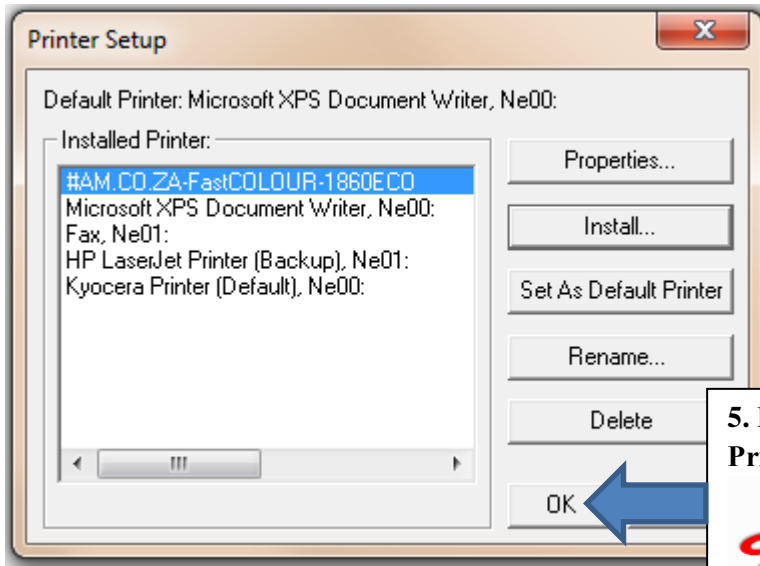 Printer Setup
X
Default Printer: Microsoft XPS Document Writer, Ne00:
Installed Printer:
#AM.CO.ZA-FastCOLOUR-1860ECO
Microsoft XPS Document Writer, Ne00:
Fax, Ne01:
HP LaserJet Printer (Backup), Ne01:
Kyocera Printer (Default), Ne00:
Properties...
Install...
Set As Default Printer
Rename...
Delete
OK
5.